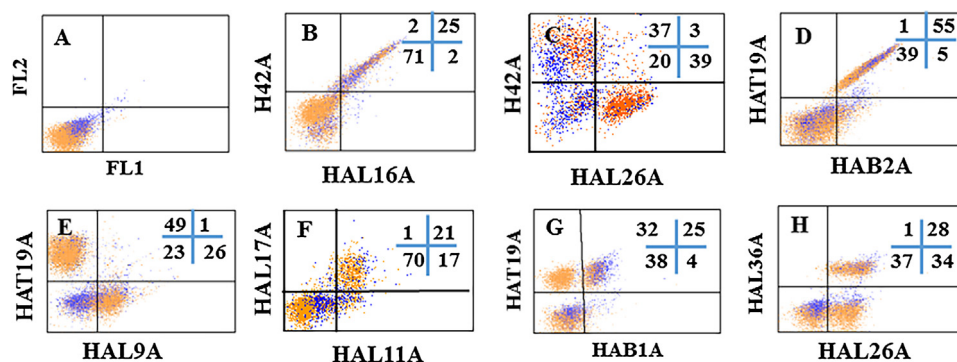 A
FL2
FL1
B
2 25
71 2
H42A
HAL16A
C
37 3
20 39
H42A
HAL26A
D
1 55
39 5
HAT19A
HAB2A
E
49 1
23 26
HAT19A
HAL9A
F
1 21
70 17
HAL17A
HAL11A
G
32 25
38 4
HAT19A
HAB1A
H
1 28
37 34
HAL36A
HAL26A